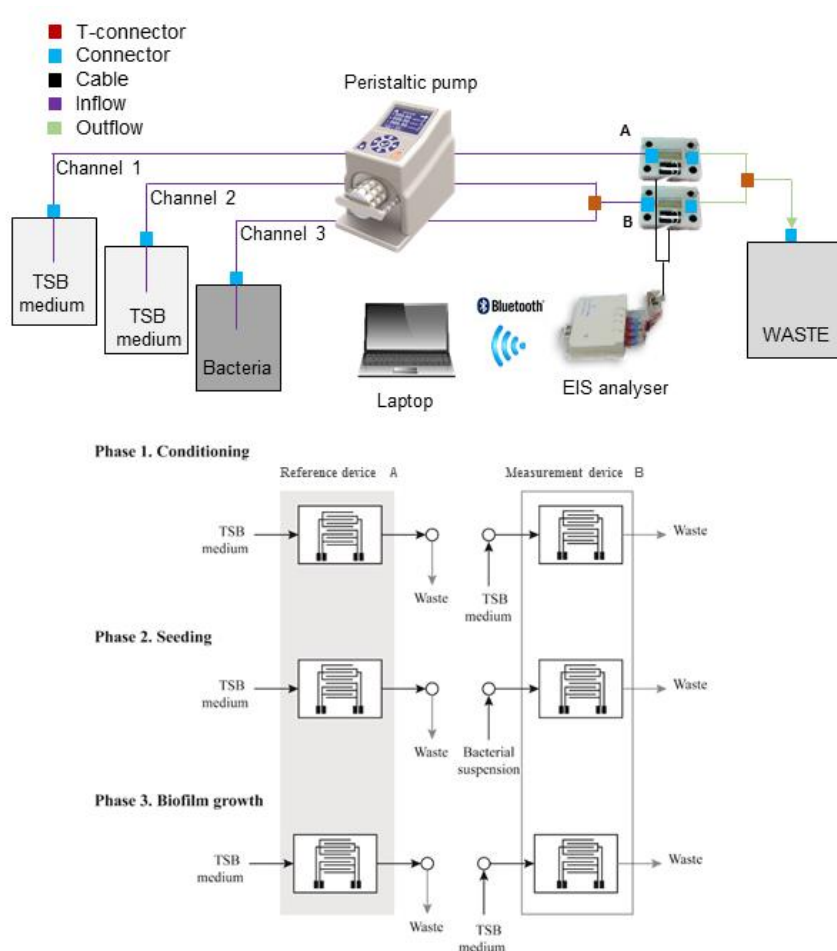 T-connector
Connector
Cable
Inflow
Outflow
Peristaltic pump
A
Channel 1
Channel 2
B
Channel 3
TSB
medium
TSB
medium
Bacteria
Bluetooth
WASTE
Laptop
EIS analyser
Phase 1. Conditioning
Reference device A
Measurement device B
TSB
medium
Waste
TSB
medium
Waste
Phase 2. Seeding
TSB
medium
Waste
Bacterial
suspension
Waste
Phase 3. Biofilm growth
TSB
medium
Waste
TSB
medium
Waste